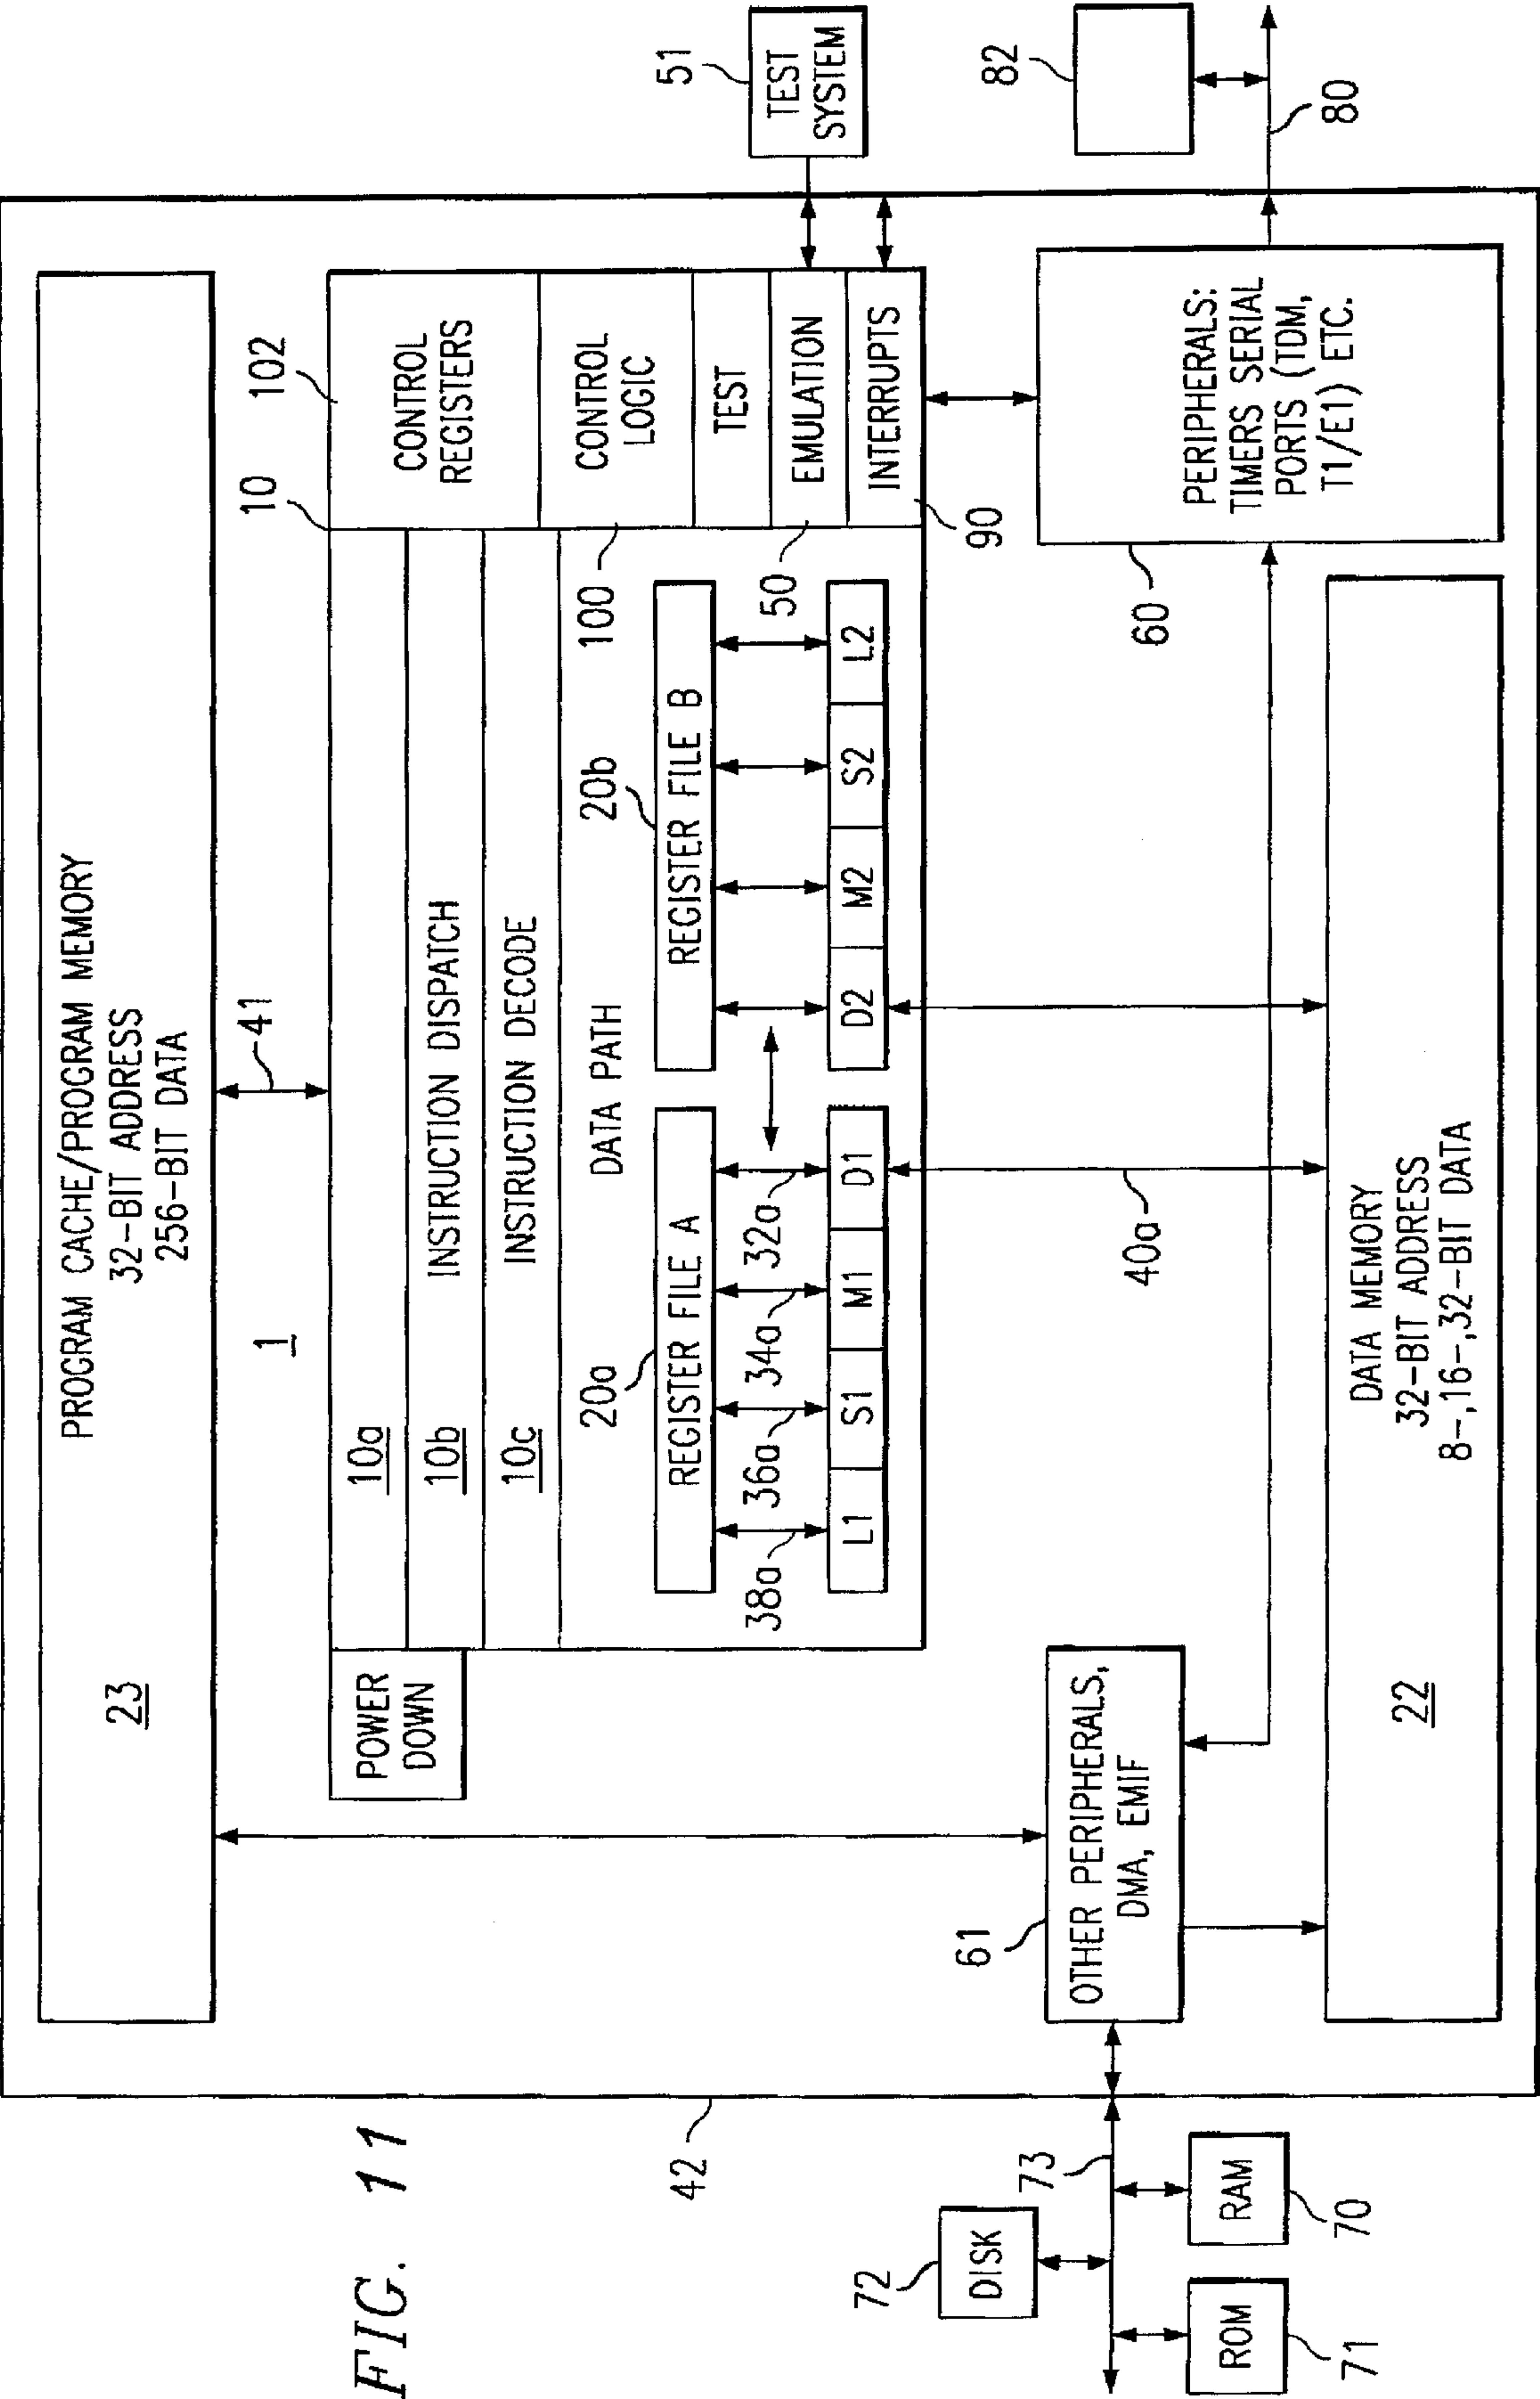 FIG. 11
PROGRAM CACHE/PROGRAM MEMORY
32-BIT ADDRESS
256-BIT DATA
23
1
41
10
102
POWER
DOWN
10a
10b
INSTRUCTION DISPATCH
10c
INSTRUCTION DECODE
DATA PATH
CONTROL
REGISTERS
CONTROL
LOGIC
TEST
EMULATION
INTERRUPTS
100
50
90
20a
REGISTER FILE A
20b
REGISTER FILE B
38a
36a
34a
32a
L1
S1
M1
D1
D2
M2
S2
L2
51
TEST
SYSTEM
82
80
42
61
OTHER PERIPHERALS,
DMA, EMIF
40a
60
PERIPHERALS:
TIMERS SERIAL
PORTS (TDM,
T1/E1) ETC.
DATA MEMORY
32-BIT ADDRESS
8-,16-,32-BIT DATA
22
72
DISK
73
ROM
71
RAM
70